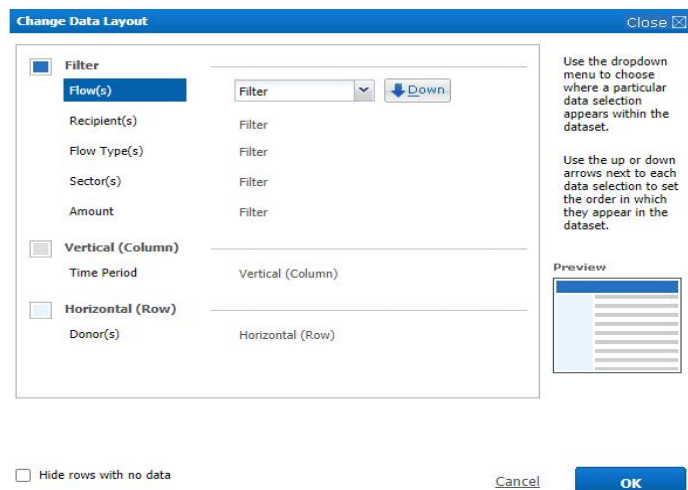 Change Data Layout
Close
Filter
Flow(s)
Filter
Down
Recipient(s)
Filter
Flow Type(s)
Filter
Sector(s)
Filter
Amount
Filter
Vertical (Column)
Time Period
Vertical (Column)
Horizontal (Row)
Donor(s)
Horizontal (Row)
Use the dropdown
menu to choose
where a particular
data selection
appears within the
dataset.
Use the up or down
arrows next to each
data selection to set
the order in which
they appear in the
dataset.
Preview
Hide rows with no data
Cancel
OK